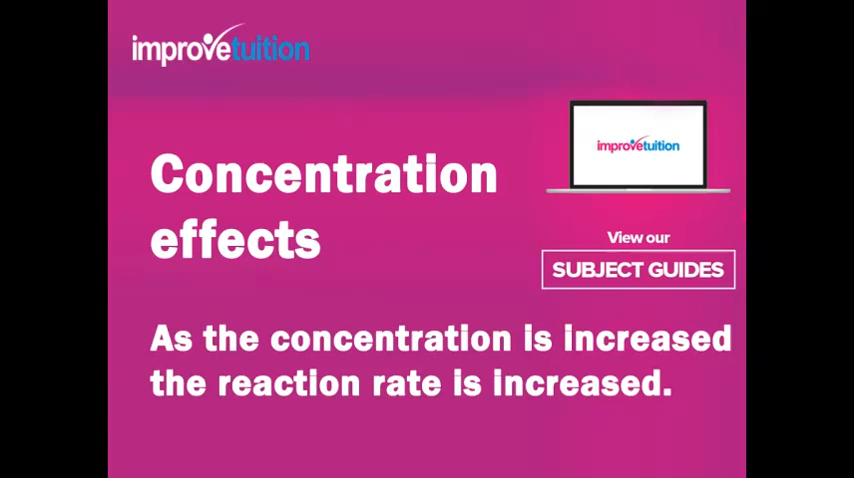 improvetuition
Concentration
effects
improvetuition
View our
SUBJECT GUIDES
As the concentration is increased
the reaction rate is increased.